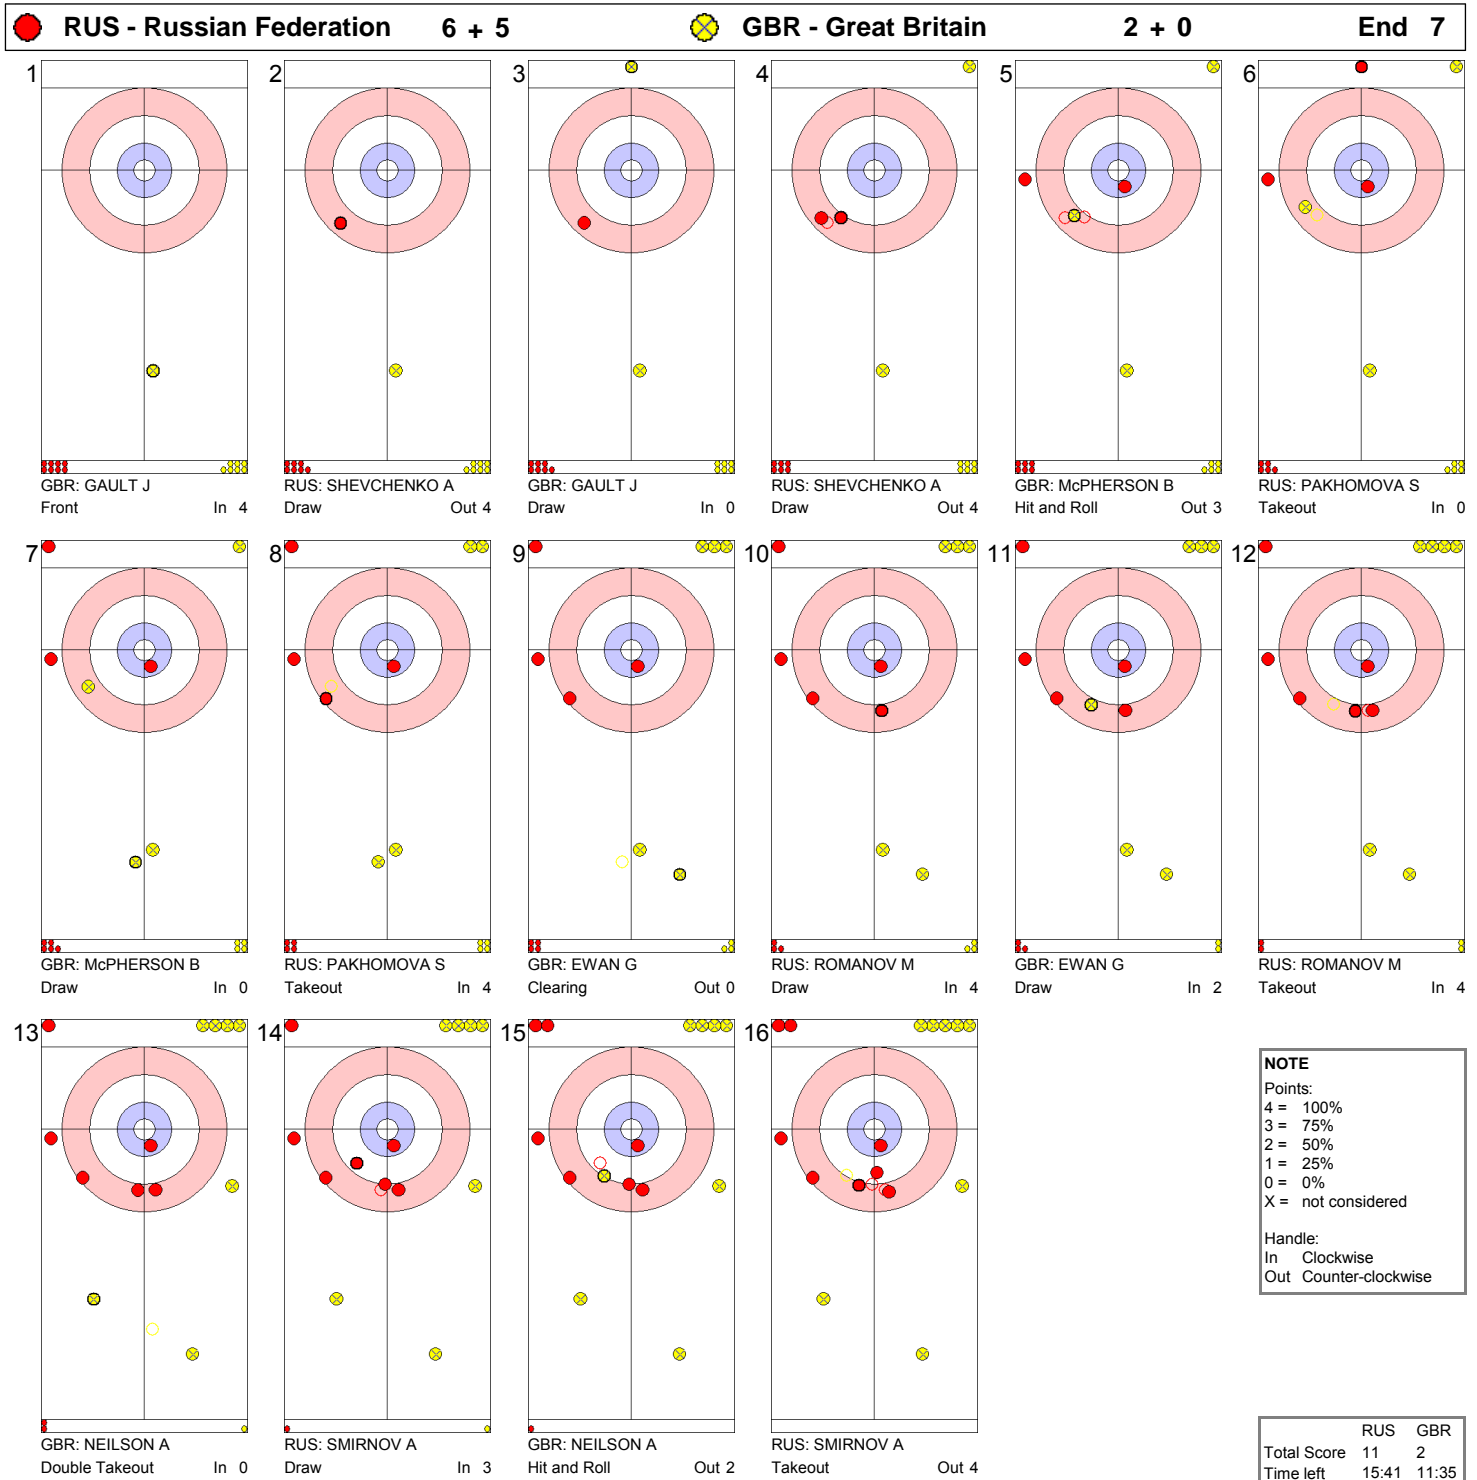 RUS - Russian Federation 6 + 5 GBR - Great Britain 2 + 0 End 7
1 2 3 4 5 6
GBR: GAULT J RUS: SHEVCHENKO A GBR: GAULT J RUS: SHEVCHENKO A GBR: McPHERSON B RUS: PAKHOMOVA S
Front In 4 Draw Out 4 Draw In 0 Draw Out 4 Hit and Roll Out 3 Takeout In 0
7 8 9 10 11 12
GBR: McPHERSON B RUS: PAKHOMOVA S GBR: EWAN G RUS: ROMANOV M GBR: EWAN G RUS: ROMANOV M
Draw In 0 Takeout In 4 Clearing Out 0 Draw In 4 Draw In 2 Takeout In 4
13 14 15 16
GBR: NEILSON A RUS: SMIRNOV A GBR: NEILSON A RUS: SMIRNOV A
Double Takeout In 0 Draw In 3 Hit and Roll Out 2 Takeout Out 4
NOTE
Points:
4 = 100%
3 = 75%
2 = 50%
1 = 25%
0 = 0%
X = not considered
Handle:
In Clockwise
Out Counter-clockwise
RUS GBR
Total Score 11 2
Time left 15:41 11:35